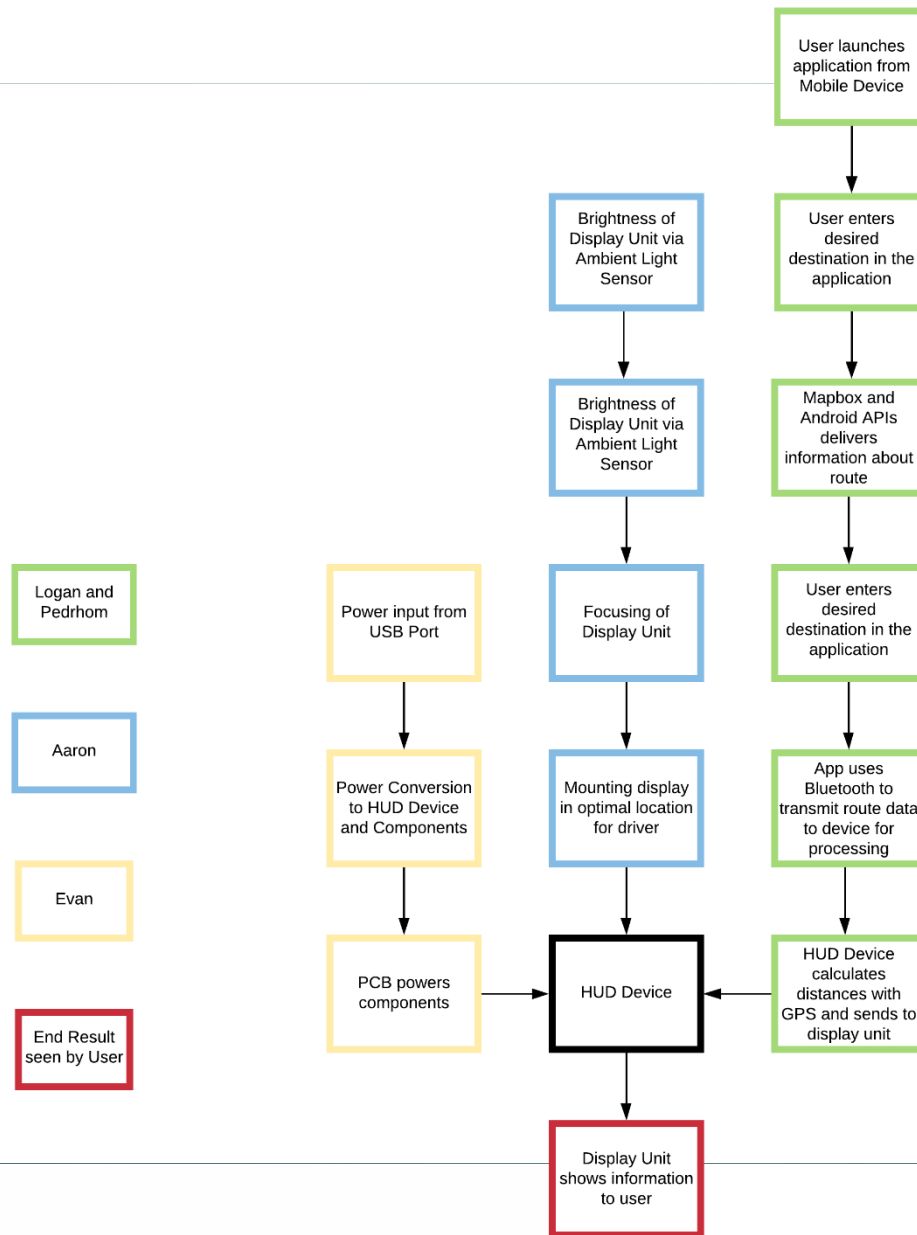 User launches
application from
Mobile Device
Brightness of
Display Unit via
Ambient Light
Sensor
User enters
desired
destination in the
application
Brightness of
Display Unit via
Ambient Light
Sensor
Mapbox and
Android APIs
delivers
information about
route
Logan and
Pedrhom
Power input from
USB Port
Focusing of
Display Unit
User enters
desired
destination in the
application
Aaron
Power Conversion
to HUD Device
and Components
Mounting display
in optimal location
for driver
App uses
Bluetooth to
transmit route data
to device for
processing
Evan
PCB powers
components
HUD Device
HUD Device
calculates
distances with
GPS and sends to
display unit
End Result
seen by User
Display Unit
shows information
to user